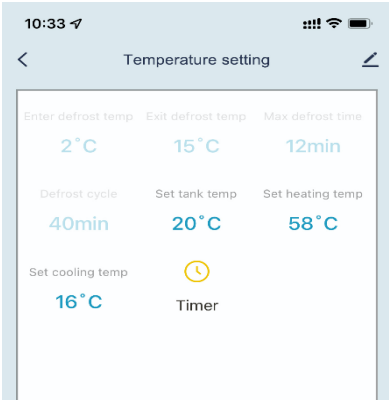 10:33
Temperature setting
Enter defrost temp Exit defrost temp Max defrost time
2°C 15°C 12min
Defrost cycle Set tank temp Set heating temp
40min 20°C 58°C
Set cooling temp
16°C Timer